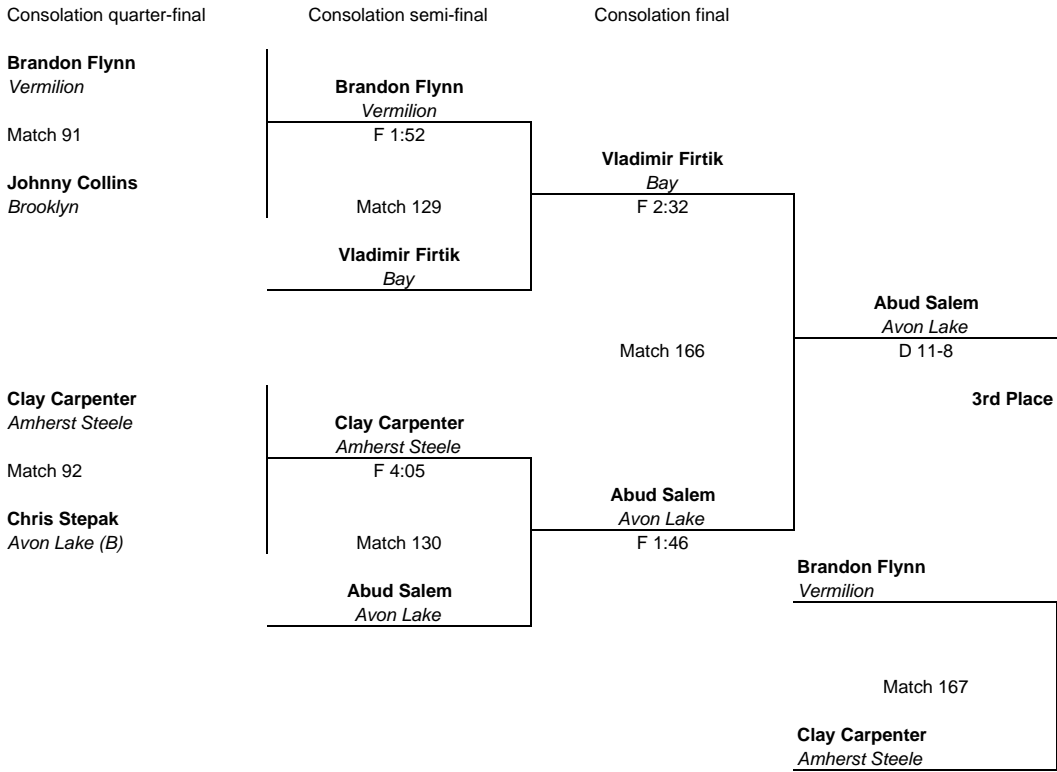 Consolation quarter-final Consolation semi-final Consolation final
Brandon Flynn
Vermilion
Brandon Flynn
Vermilion
Match 91
F 1:52
Vladimir Firtik
Johnny Collins
Bay
Brooklyn
Match 129
F 2:32
Vladimir Firtik
Bay
Abud Salem
Avon Lake
Match 166
D 11-8
Clay Carpenter
3rd Place
Amherst Steele
Clay Carpenter
Amherst Steele
Match 92
F 4:05
Abud Salem
Chris Stepak
Avon Lake
Avon Lake (B)
Match 130
F 1:46
Brandon Flynn
Abud Salem
Vermilion
Avon Lake
Match 167
Clay Carpenter
Amherst Steele